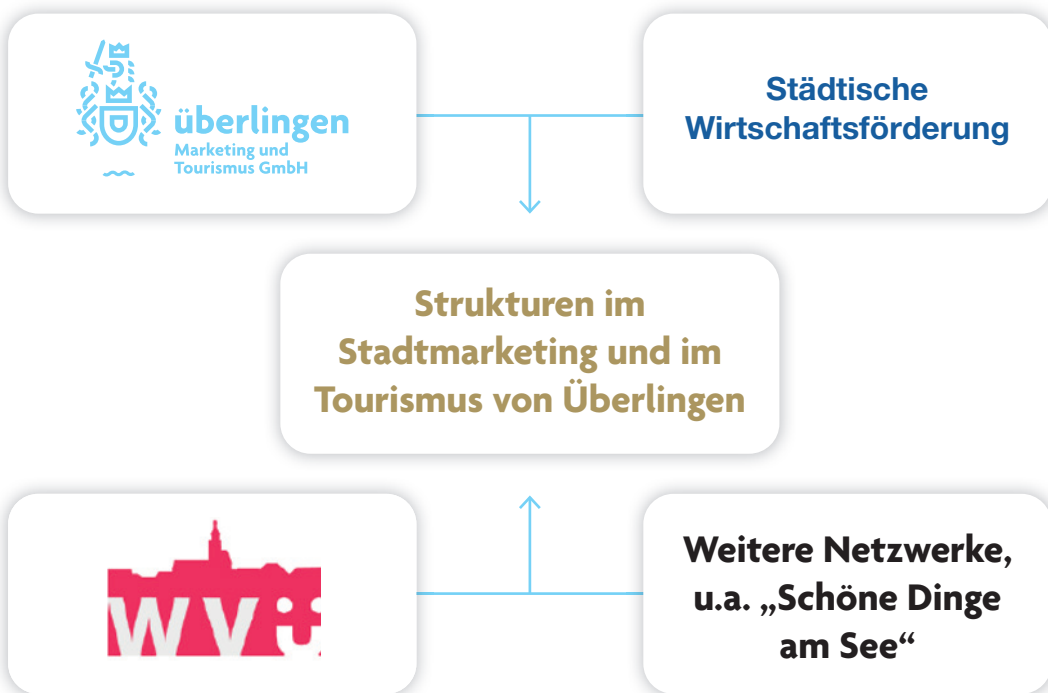 überlingen
Marketing und
Tourismus GmbH
Städtische
Wirtschaftsförderung
Strukturen im
Stadtmarketing und im
Tourismus von Überlingen
wvü
Weitere Netzwerke,
u.a. „Schöne Dinge
am See“